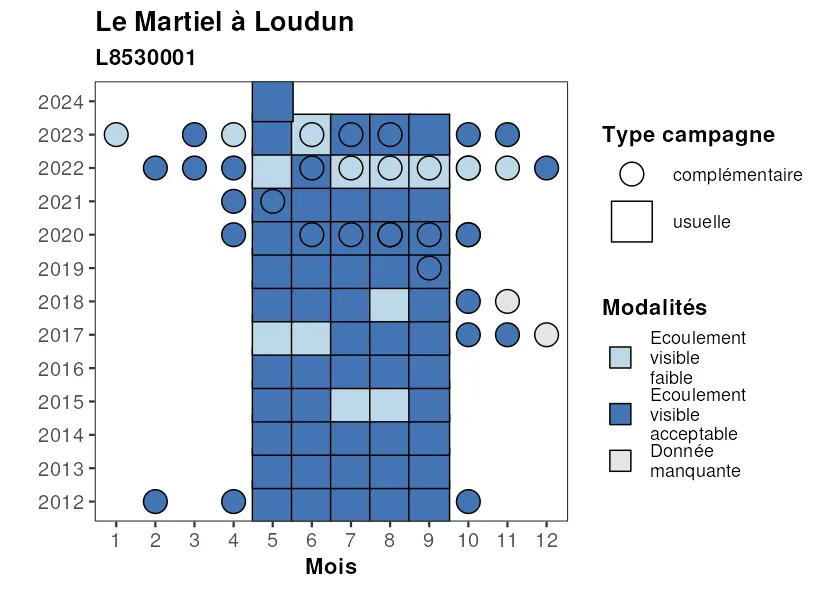 Le Martiel à Loudun
L8530001
2024
2023
2022
2021
2020
2019
2018
2017
2016
2015
2014
2013
2012
1 2 3 4 5 6 7 8 9 10 11 12
Mois
Type campagne
complémentaire
usuelle
Modalités
Ecoulement
visible
faible
Ecoulement
visible
acceptable
Donnée
manquante